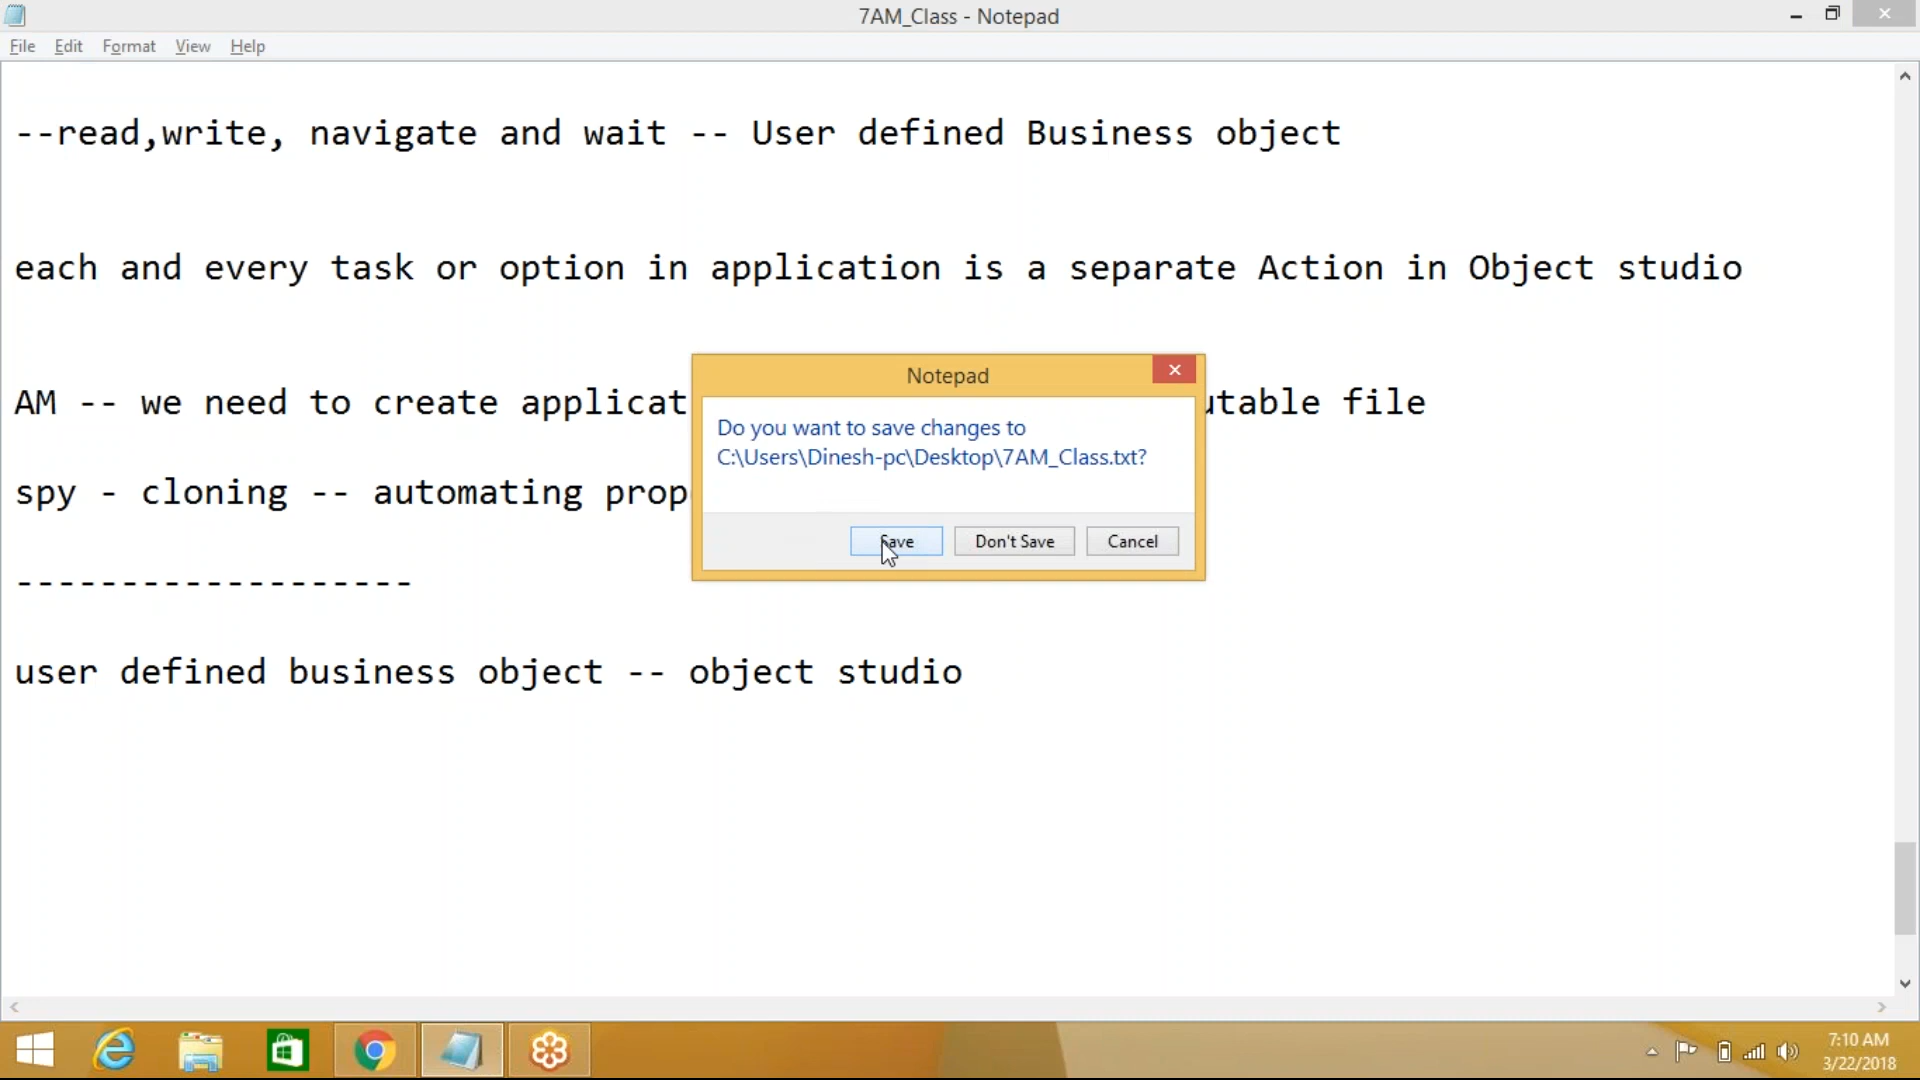 7AM_Class - Notepad
File Edit Format View Help
--read,write, navigate and wait -- User defined Business object
each and every task or option in application is a separate Action in Object studio
AM -- we need to create applicat
utable file
spy - cloning -- automating prop
-------------------
user defined business object -- object studio
Notepad
Do you want to save changes to
C:\Users\Dinesh-pc\Desktop\7AM_Class.txt?
Save Don't Save Cancel
7:10 AM
3/22/2018